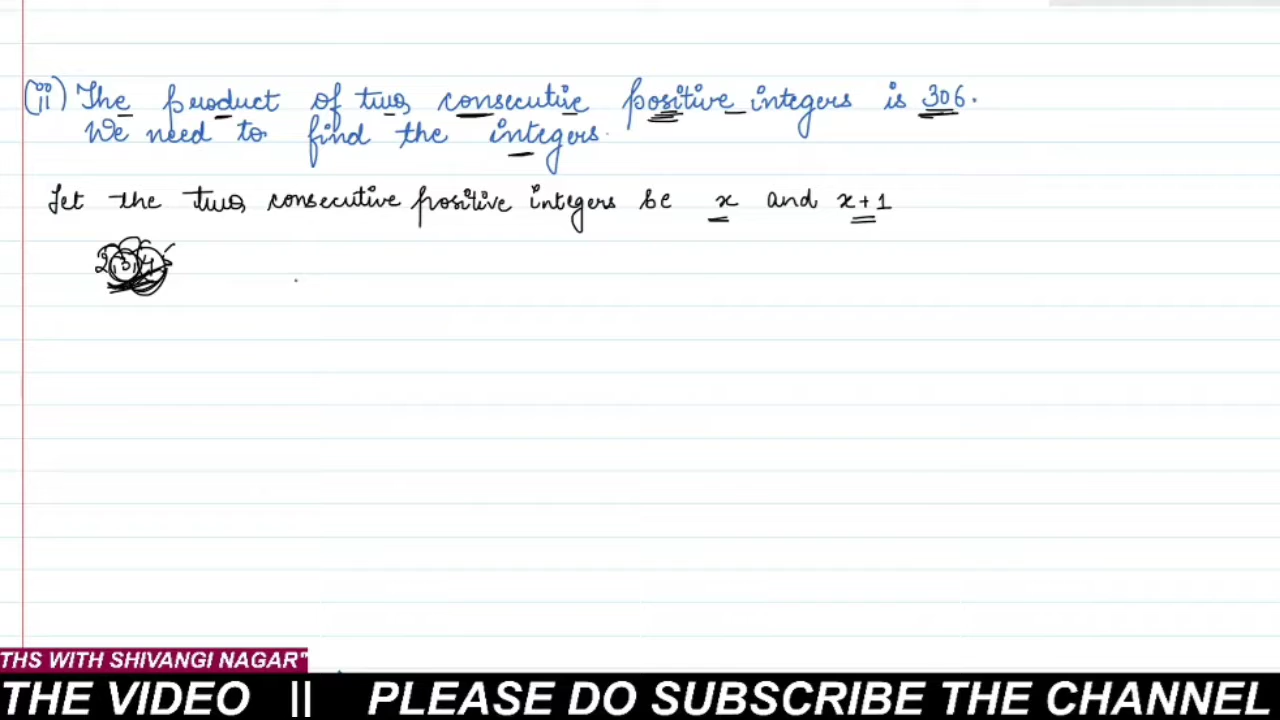 (ii) The product of two consecutive positive integers is 306.
We need to find the integers.
Let the two consecutive positive integers be x and x+1
THS WITH SHIVANGI NAGAR"
THE VIDEO || PLEASE DO SUBSCRIBE THE CHANNEL